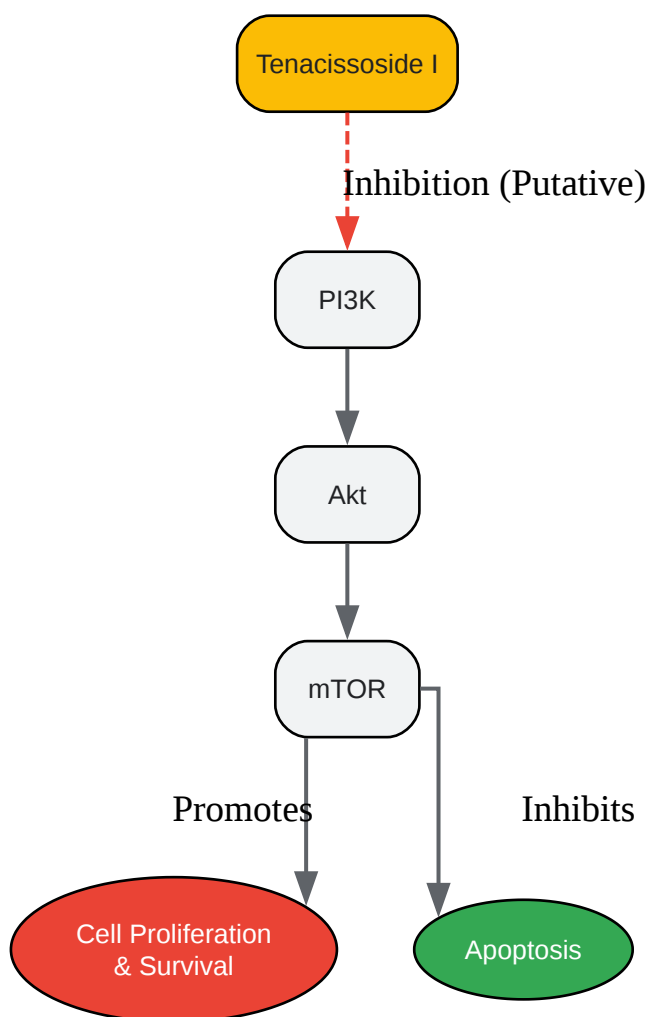 Tenacissoside I
Inhibition (Putative)
PI3K
Akt
mTOR
Promotes
Inhibits
Cell Proliferation
& Survival
Apoptosis